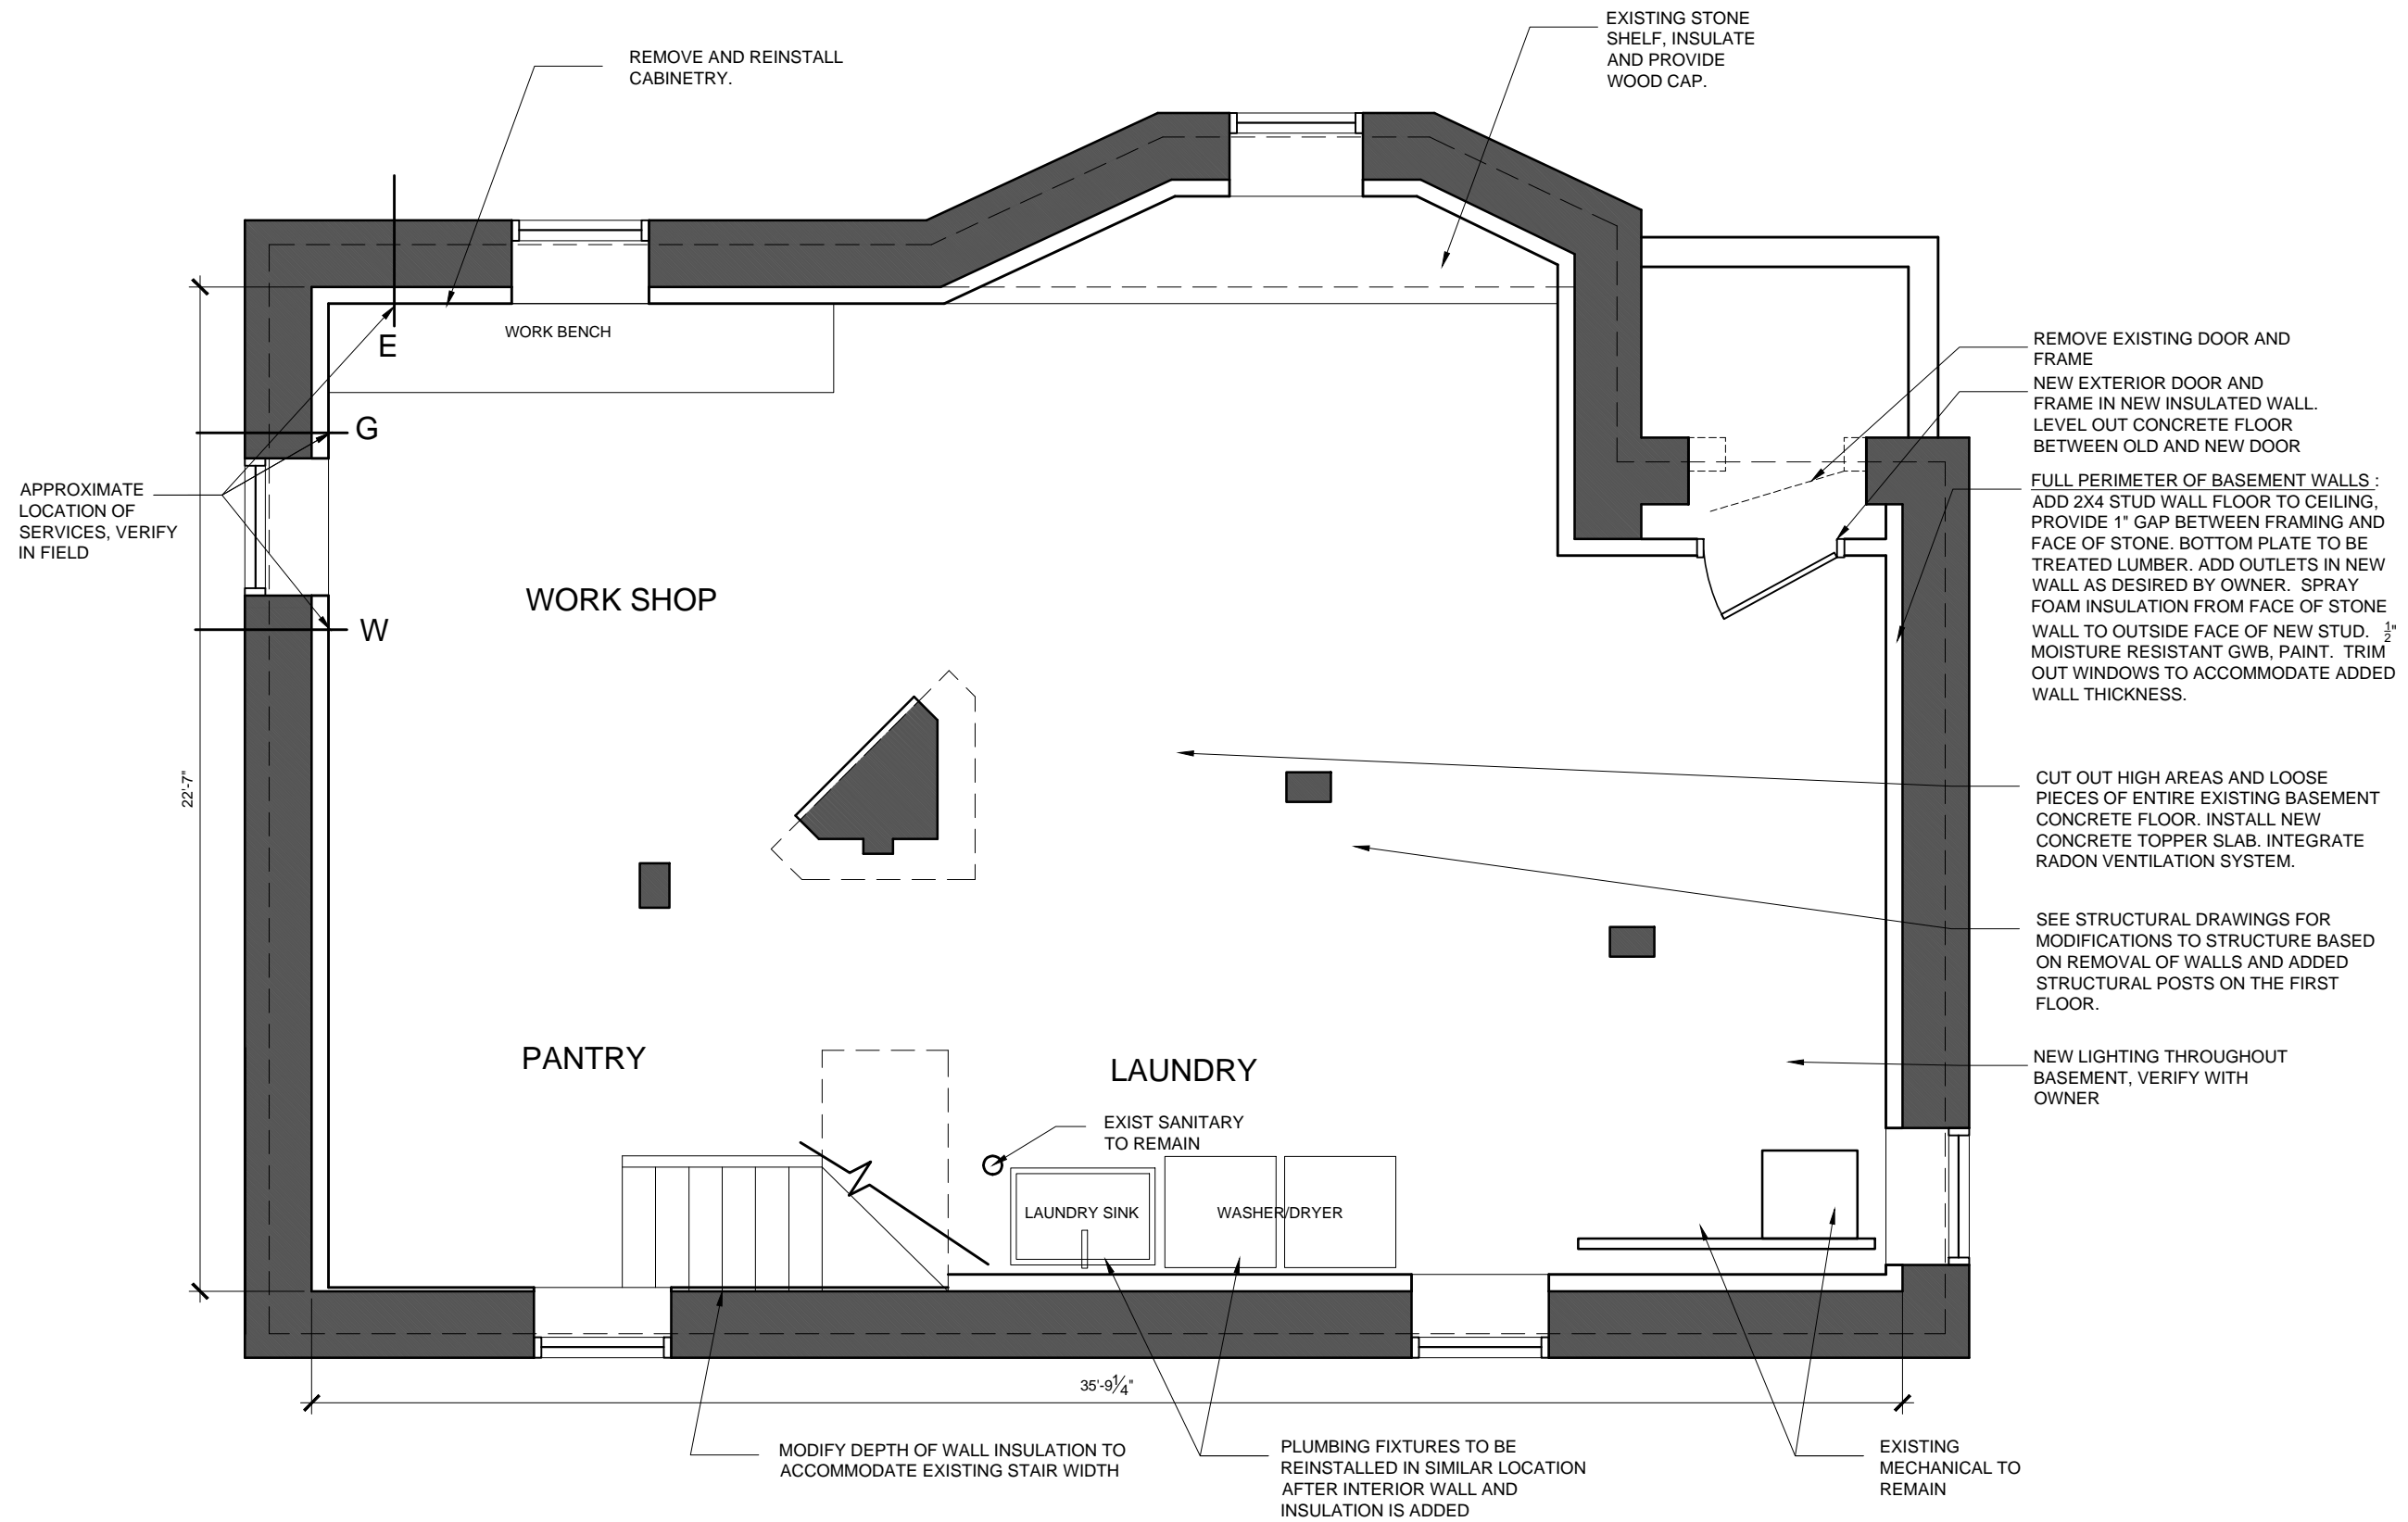 EXISTING STONE
SHELF, INSULATE
AND PROVIDE
WOOD CAP.
REMOVE AND REINSTALL
CABINETRY.
WORK BENCH
E
G
W
APPROXIMATE
LOCATION OF
SERVICES, VERIFY
IN FIELD
REMOVE EXISTING DOOR AND
FRAME
NEW EXTERIOR DOOR AND
FRAME IN NEW INSULATED WALL.
LEVEL OUT CONCRETE FLOOR
BETWEEN OLD AND NEW DOOR
FULL PERIMETER OF BASEMENT WALLS :
ADD 2X4 STUD WALL FLOOR TO CEILING,
PROVIDE 1" GAP BETWEEN FRAMING AND
FACE OF STONE. BOTTOM PLATE TO BE
TREATED LUMBER. ADD OUTLETS IN NEW
WALL AS DESIRED BY OWNER. SPRAY
FOAM INSULATION FROM FACE OF STONE
WALL TO OUTSIDE FACE OF NEW STUD. 1/2"
MOISTURE RESISTANT GWB, PAINT. TRIM
OUT WINDOWS TO ACCOMMODATE ADDED
WALL THICKNESS.
WORK SHOP
22'-7"
CUT OUT HIGH AREAS AND LOOSE
PIECES OF ENTIRE EXISTING BASEMENT
CONCRETE FLOOR. INSTALL NEW
CONCRETE TOPPER SLAB. INTEGRATE
RADON VENTILATION SYSTEM.
SEE STRUCTURAL DRAWINGS FOR
MODIFICATIONS TO STRUCTURE BASED
ON REMOVAL OF WALLS AND ADDED
STRUCTURAL POSTS ON THE FIRST
FLOOR.
NEW LIGHTING THROUGHOUT
BASEMENT, VERIFY WITH
OWNER
PANTRY
LAUNDRY
EXIST SANITARY
TO REMAIN
LAUNDRY SINK
WASHER/DRYER
35'-9 1/4"
MODIFY DEPTH OF WALL INSULATION TO
ACCOMMODATE EXISTING STAIR WIDTH
PLUMBING FIXTURES TO BE
REINSTALLED IN SIMILAR LOCATION
AFTER INTERIOR WALL AND
INSULATION IS ADDED
EXISTING
MECHANICAL TO
REMAIN